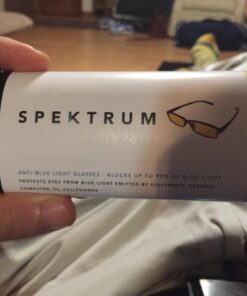 SPEKTRUM
ANTI-BLUE LIGHT GLASSES · BLOCKS UP TO 99% OF BLUE LIGHT
PROTECTS EYES FROM BLUE LIGHT EMITTED BY ELECTRONIC DEVICES:
COMPUTER, TV, CELLPHONES